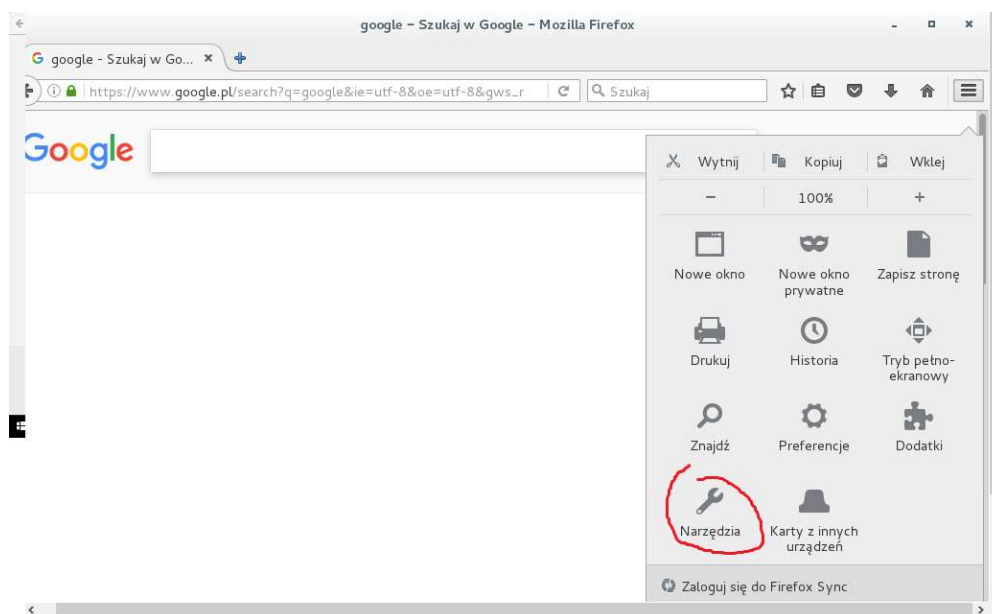 google – Szukaj w Google – Mozilla Firefox
google - Szukaj w Go...
https://www.google.pl/search?q=google&ie=utf-8&oe=utf-8&gws_r
Szukaj
Google
Wytnij Kopiuj Wklej
− 100% +
Nowe okno Nowe okno Zapisz stronę
prywatne
Drukuj Historia Tryb pełno-
ekranowy
Znajdź Preferencje Dodatki
Narzędzia Karty z innych
urządzeń
Zaloguj się do Firefox Sync